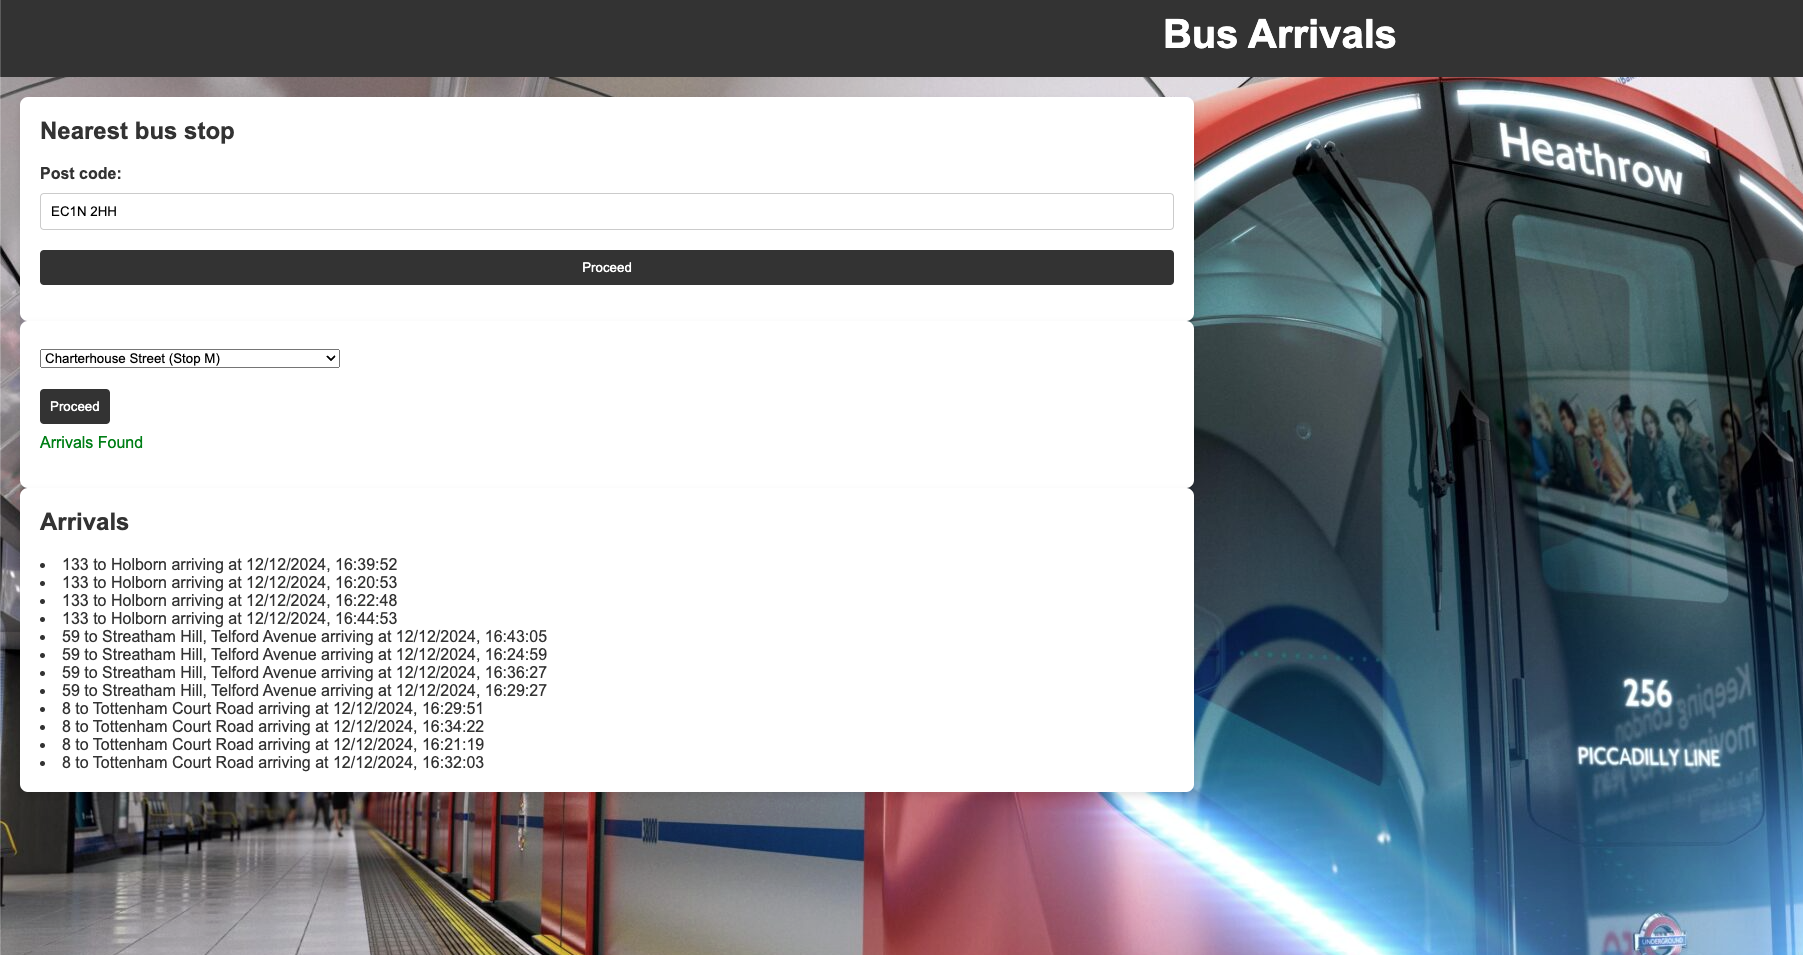 Bus Arrivals
Nearest bus stop
Post code:
EC1N 2HH
Proceed
Charterhouse Street (Stop M)
Proceed
Arrivals Found
Arrivals
133 to Holborn arriving at 12/12/2024, 16:39:52
133 to Holborn arriving at 12/12/2024, 16:20:53
133 to Holborn arriving at 12/12/2024, 16:22:48
133 to Holborn arriving at 12/12/2024, 16:44:53
59 to Streatham Hill, Telford Avenue arriving at 12/12/2024, 16:43:05
59 to Streatham Hill, Telford Avenue arriving at 12/12/2024, 16:24:59
59 to Streatham Hill, Telford Avenue arriving at 12/12/2024, 16:36:27
59 to Streatham Hill, Telford Avenue arriving at 12/12/2024, 16:29:27
8 to Tottenham Court Road arriving at 12/12/2024, 16:29:51
8 to Tottenham Court Road arriving at 12/12/2024, 16:34:22
8 to Tottenham Court Road arriving at 12/12/2024, 16:21:19
8 to Tottenham Court Road arriving at 12/12/2024, 16:32:03
Heathrow
256
PICCADILLY LINE
Keeping
London
moving for
years
UNDERGROUND